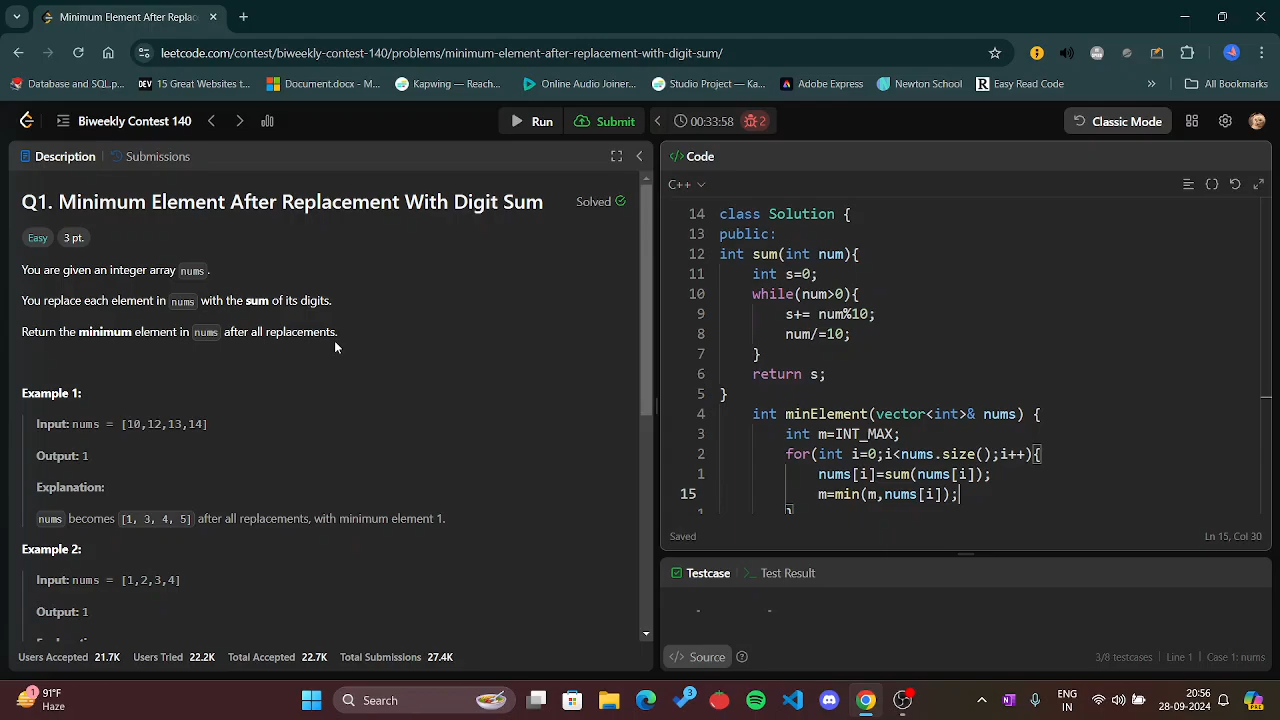 Minimum Element After Replac
leetcode.com/contest/biweekly-contest-140/problems/minimum-element-after-replacement-with-digit-sum/
Database and SQL.p... DEV 15 Great Websites t... Document.docx - M... Kapwing — Reach... Online Audio Joiner... Studio Project — Ka... Adobe Express Newton School Easy Read Code » All Bookmarks
Biweekly Contest 140 Run Submit 00:33:58 2 Classic Mode
Description Submissions
Q1. Minimum Element After Replacement With Digit Sum Solved
Easy 3 pt.
You are given an integer array nums.
You replace each element in nums with the sum of its digits.
Return the minimum element in nums after all replacements.
Example 1:
Input: nums = [10,12,13,14]
Output: 1
Explanation:
nums becomes [1, 3, 4, 5] after all replacements, with minimum element 1.
Example 2:
Input: nums = [1,2,3,4]
Output: 1
Users Accepted 21.7K Users Tried 22.2K Total Accepted 22.7K Total Submissions 27.4K
</> Code
C++
14 class Solution {
13 public:
12 int sum(int num){
11 int s=0;
10 while(num>0){
9 s+= num%10;
8 num/=10;
7 }
6 return s;
5 }
4 int minElement(vector<int>& nums) {
3 int m=INT_MAX;
2 for(int i=0;i<nums.size();i++){
1 nums[i]=sum(nums[i]);
15 m=min(m,nums[i]);
1 }
Saved Ln 15, Col 30
Testcase >_ Test Result
</> Source 3/8 testcases | Line 1 | Case 1: nums
91°F
Haze
Search
3
ENG
IN
20:56
28-09-2024